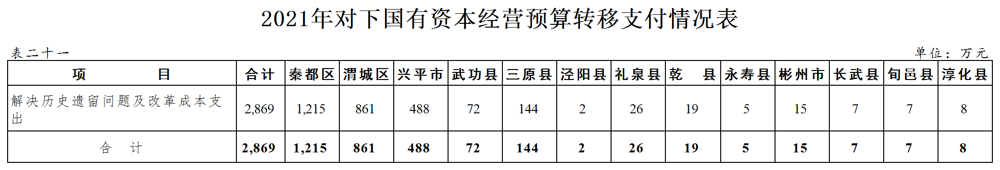 2021年对下国有资本经营预算转移支付情况表
表二十一 单位：万元
项 目 合计 秦都区 渭城区 兴平市 武功县 三原县 泾阳县 礼泉县 乾 县 永寿县 彬州市 长武县 旬邑县 淳化县
解决历史遗留问题及改革成本支
出 2,869 1,215 861 488 72 144 2 26 19 5 15 7 7 8
合 计 2,869 1,215 861 488 72 144 2 26 19 5 15 7 7 8